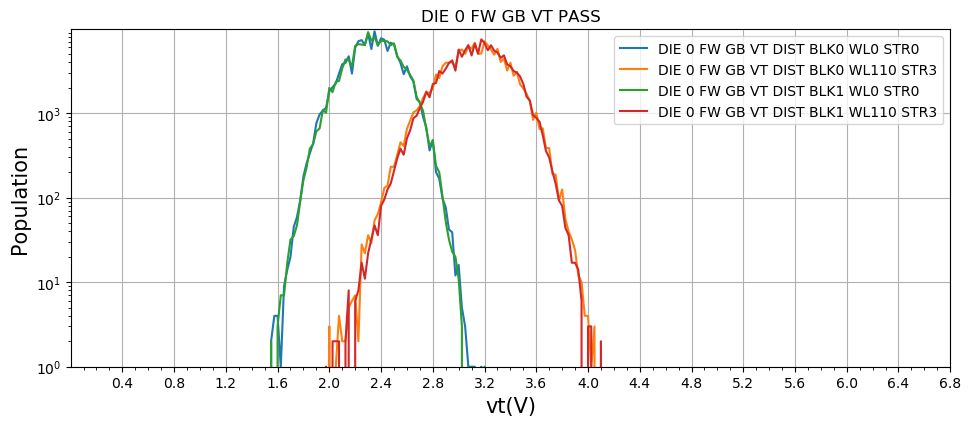 DIE 0 FW GB VT PASS
DIE 0 FW GB VT DIST BLK0 WL0 STR0
DIE 0 FW GB VT DIST BLK0 WL110 STR3
DIE 0 FW GB VT DIST BLK1 WL0 STR0
DIE 0 FW GB VT DIST BLK1 WL110 STR3
Population
10³
10²
10¹
10⁰
0.4 0.8 1.2 1.6 2.0 2.4 2.8 3.2 3.6 4.0 4.4 4.8 5.2 5.6 6.0 6.4 6.8
vt(V)